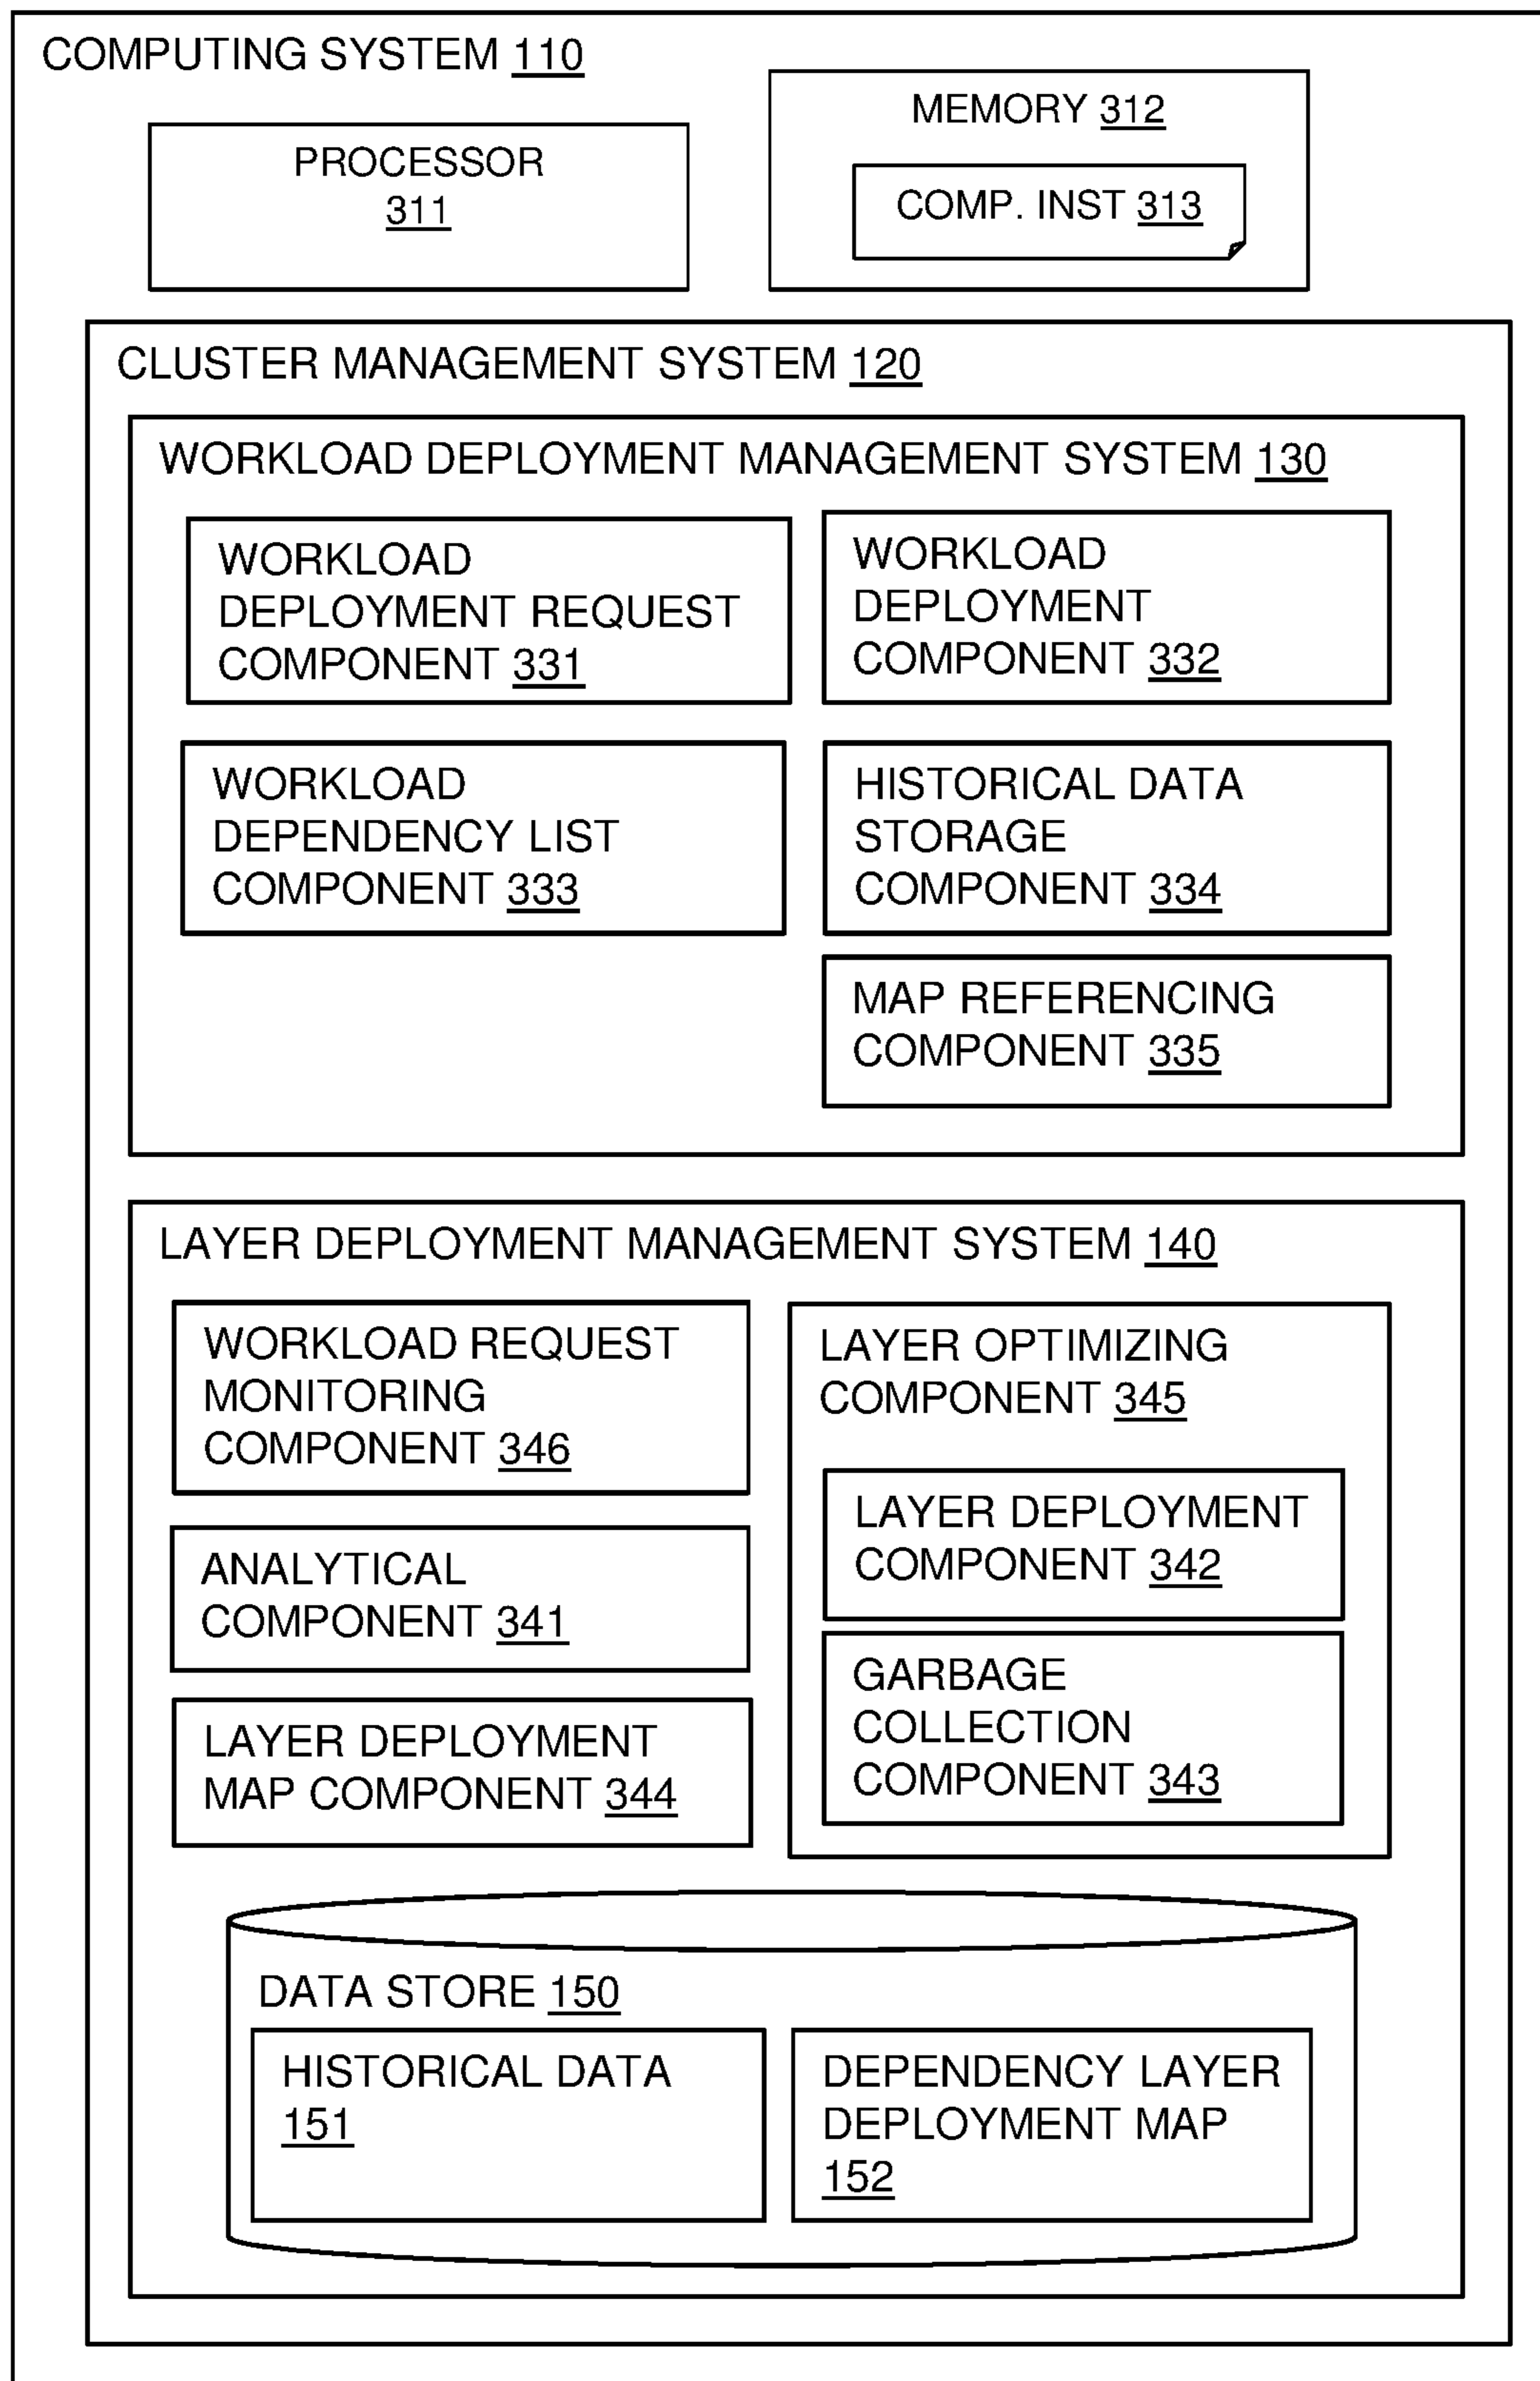 COMPUTING SYSTEM 110
PROCESSOR
311
MEMORY 312
COMP. INST 313
CLUSTER MANAGEMENT SYSTEM 120
WORKLOAD DEPLOYMENT MANAGEMENT SYSTEM 130
WORKLOAD
DEPLOYMENT REQUEST
COMPONENT 331
WORKLOAD
DEPLOYMENT
COMPONENT 332
WORKLOAD
DEPENDENCY LIST
COMPONENT 333
HISTORICAL DATA
STORAGE
COMPONENT 334
MAP REFERENCING
COMPONENT 335
LAYER DEPLOYMENT MANAGEMENT SYSTEM 140
WORKLOAD REQUEST
MONITORING
COMPONENT 346
ANALYTICAL
COMPONENT 341
LAYER DEPLOYMENT
MAP COMPONENT 344
LAYER OPTIMIZING
COMPONENT 345
LAYER DEPLOYMENT
COMPONENT 342
GARBAGE
COLLECTION
COMPONENT 343
DATA STORE 150
HISTORICAL DATA
151
DEPENDENCY LAYER
DEPLOYMENT MAP
152